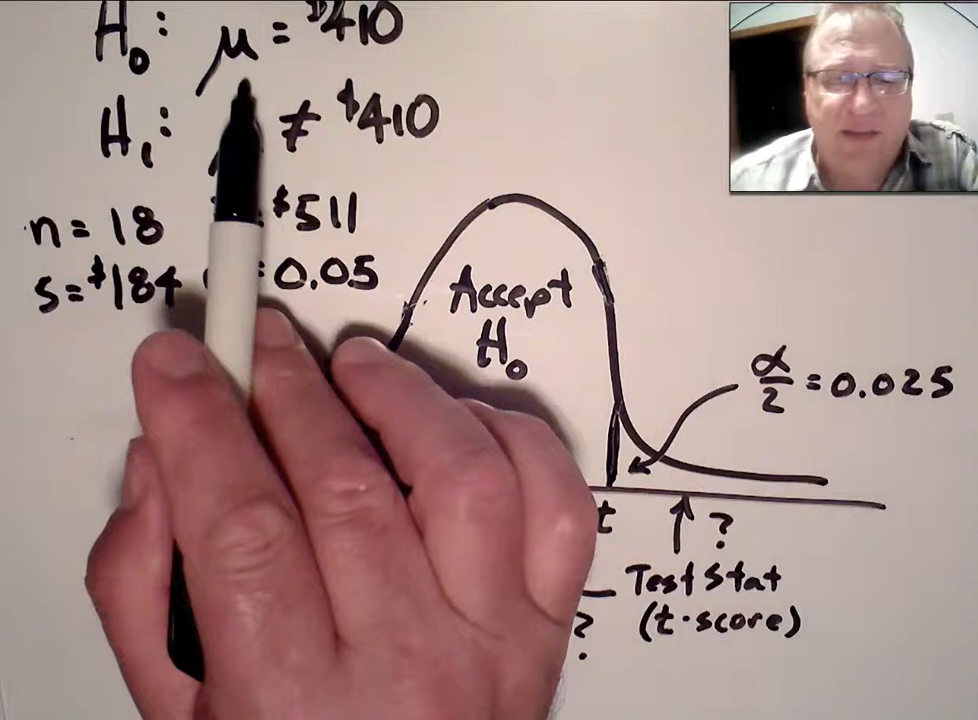 H₀: μ = $410
H₁: ≠ $410
n = 18 $511
s = $184 = 0.05
Accept
H₀
α/2 = 0.025
t
?
Test Stat
(t-score)
?